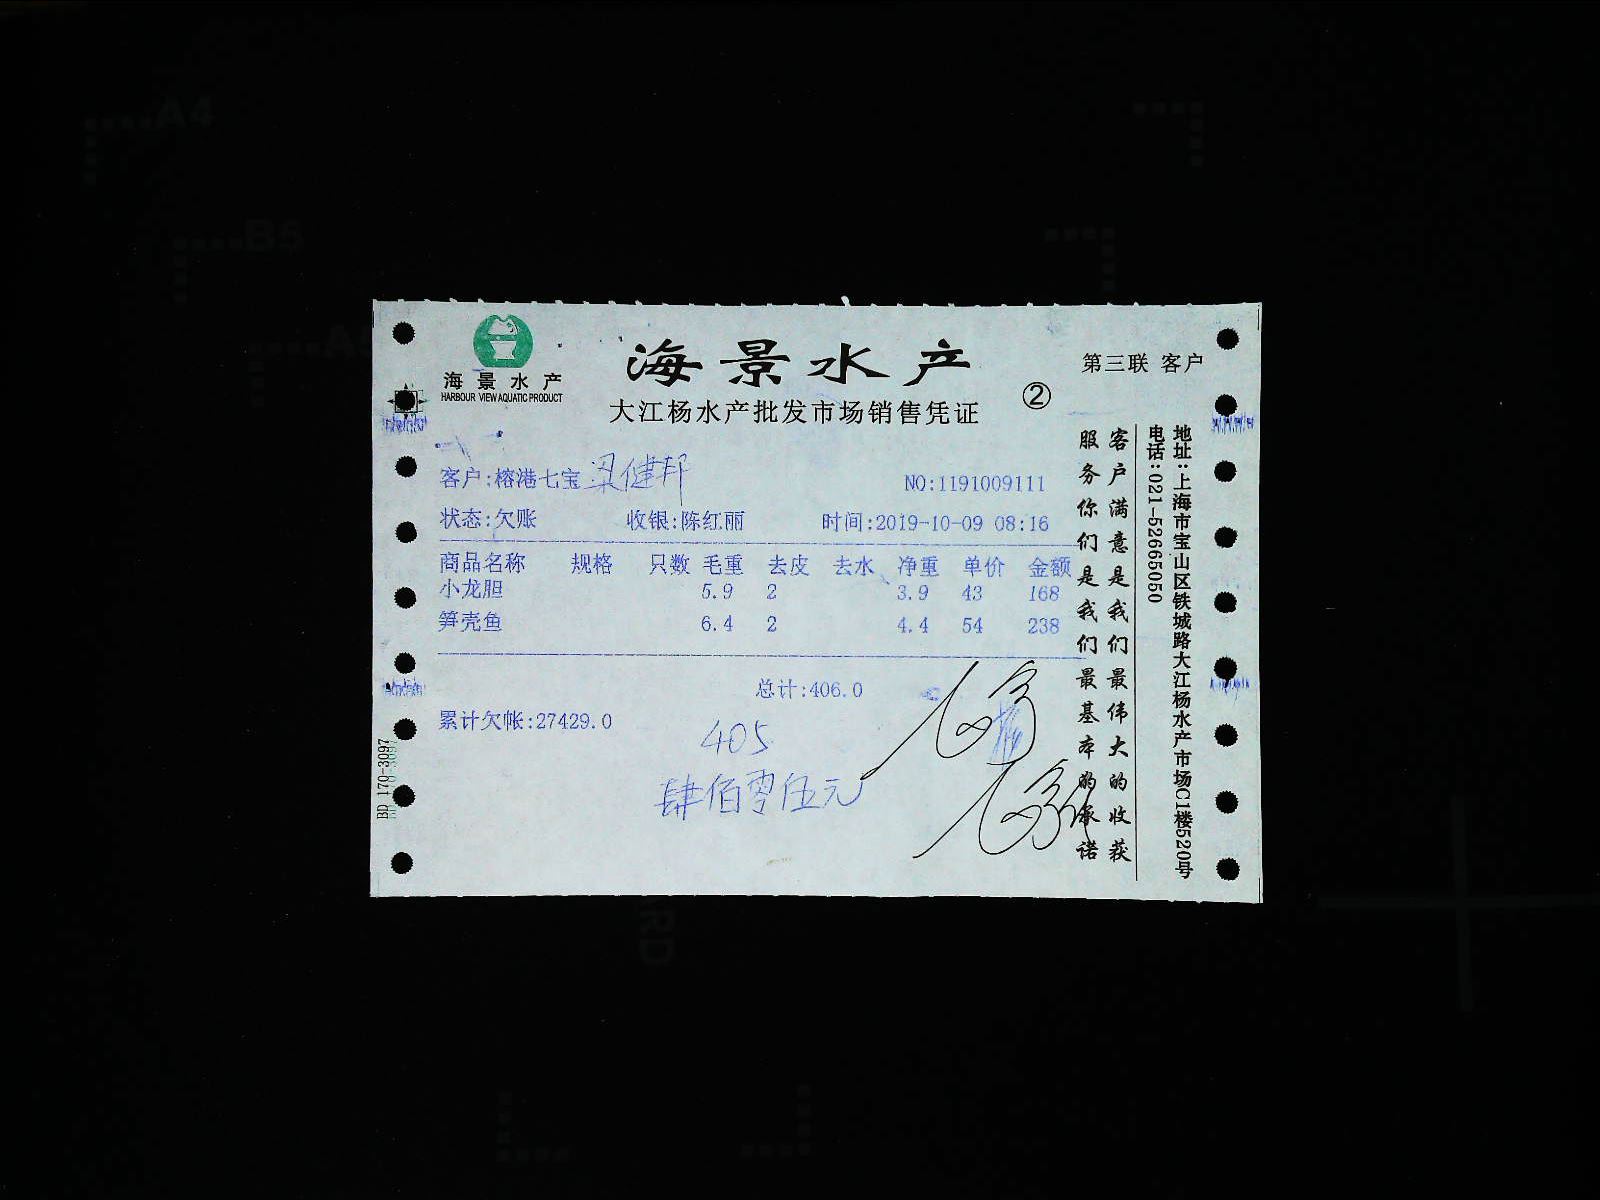 海景水产
HARBOUR VIEW AQUATIC PRODUCT
海景水产
大江杨水产批发市场销售凭证
②
第三联 客户
客户:榕港七宝 梁健邦
NO:1191009111
状态:欠账 收银:陈红丽 时间:2019-10-09 08:16
商品名称 规格 只数 毛重 去皮 去水 净重 单价 金额
小龙胆 5.9 2 3.9 43 168
笋壳鱼 6.4 2 4.4 54 238
总计:406.0
累计欠帐:27429.0
405
肆佰零伍元
客户满意是我们最伟大的收获
服务你们是我们最基本的承诺
地址:上海市宝山区铁城路大江杨水产市场C1楼520号
电话:021-52665050
BD 170-3097
A4
B5
A5